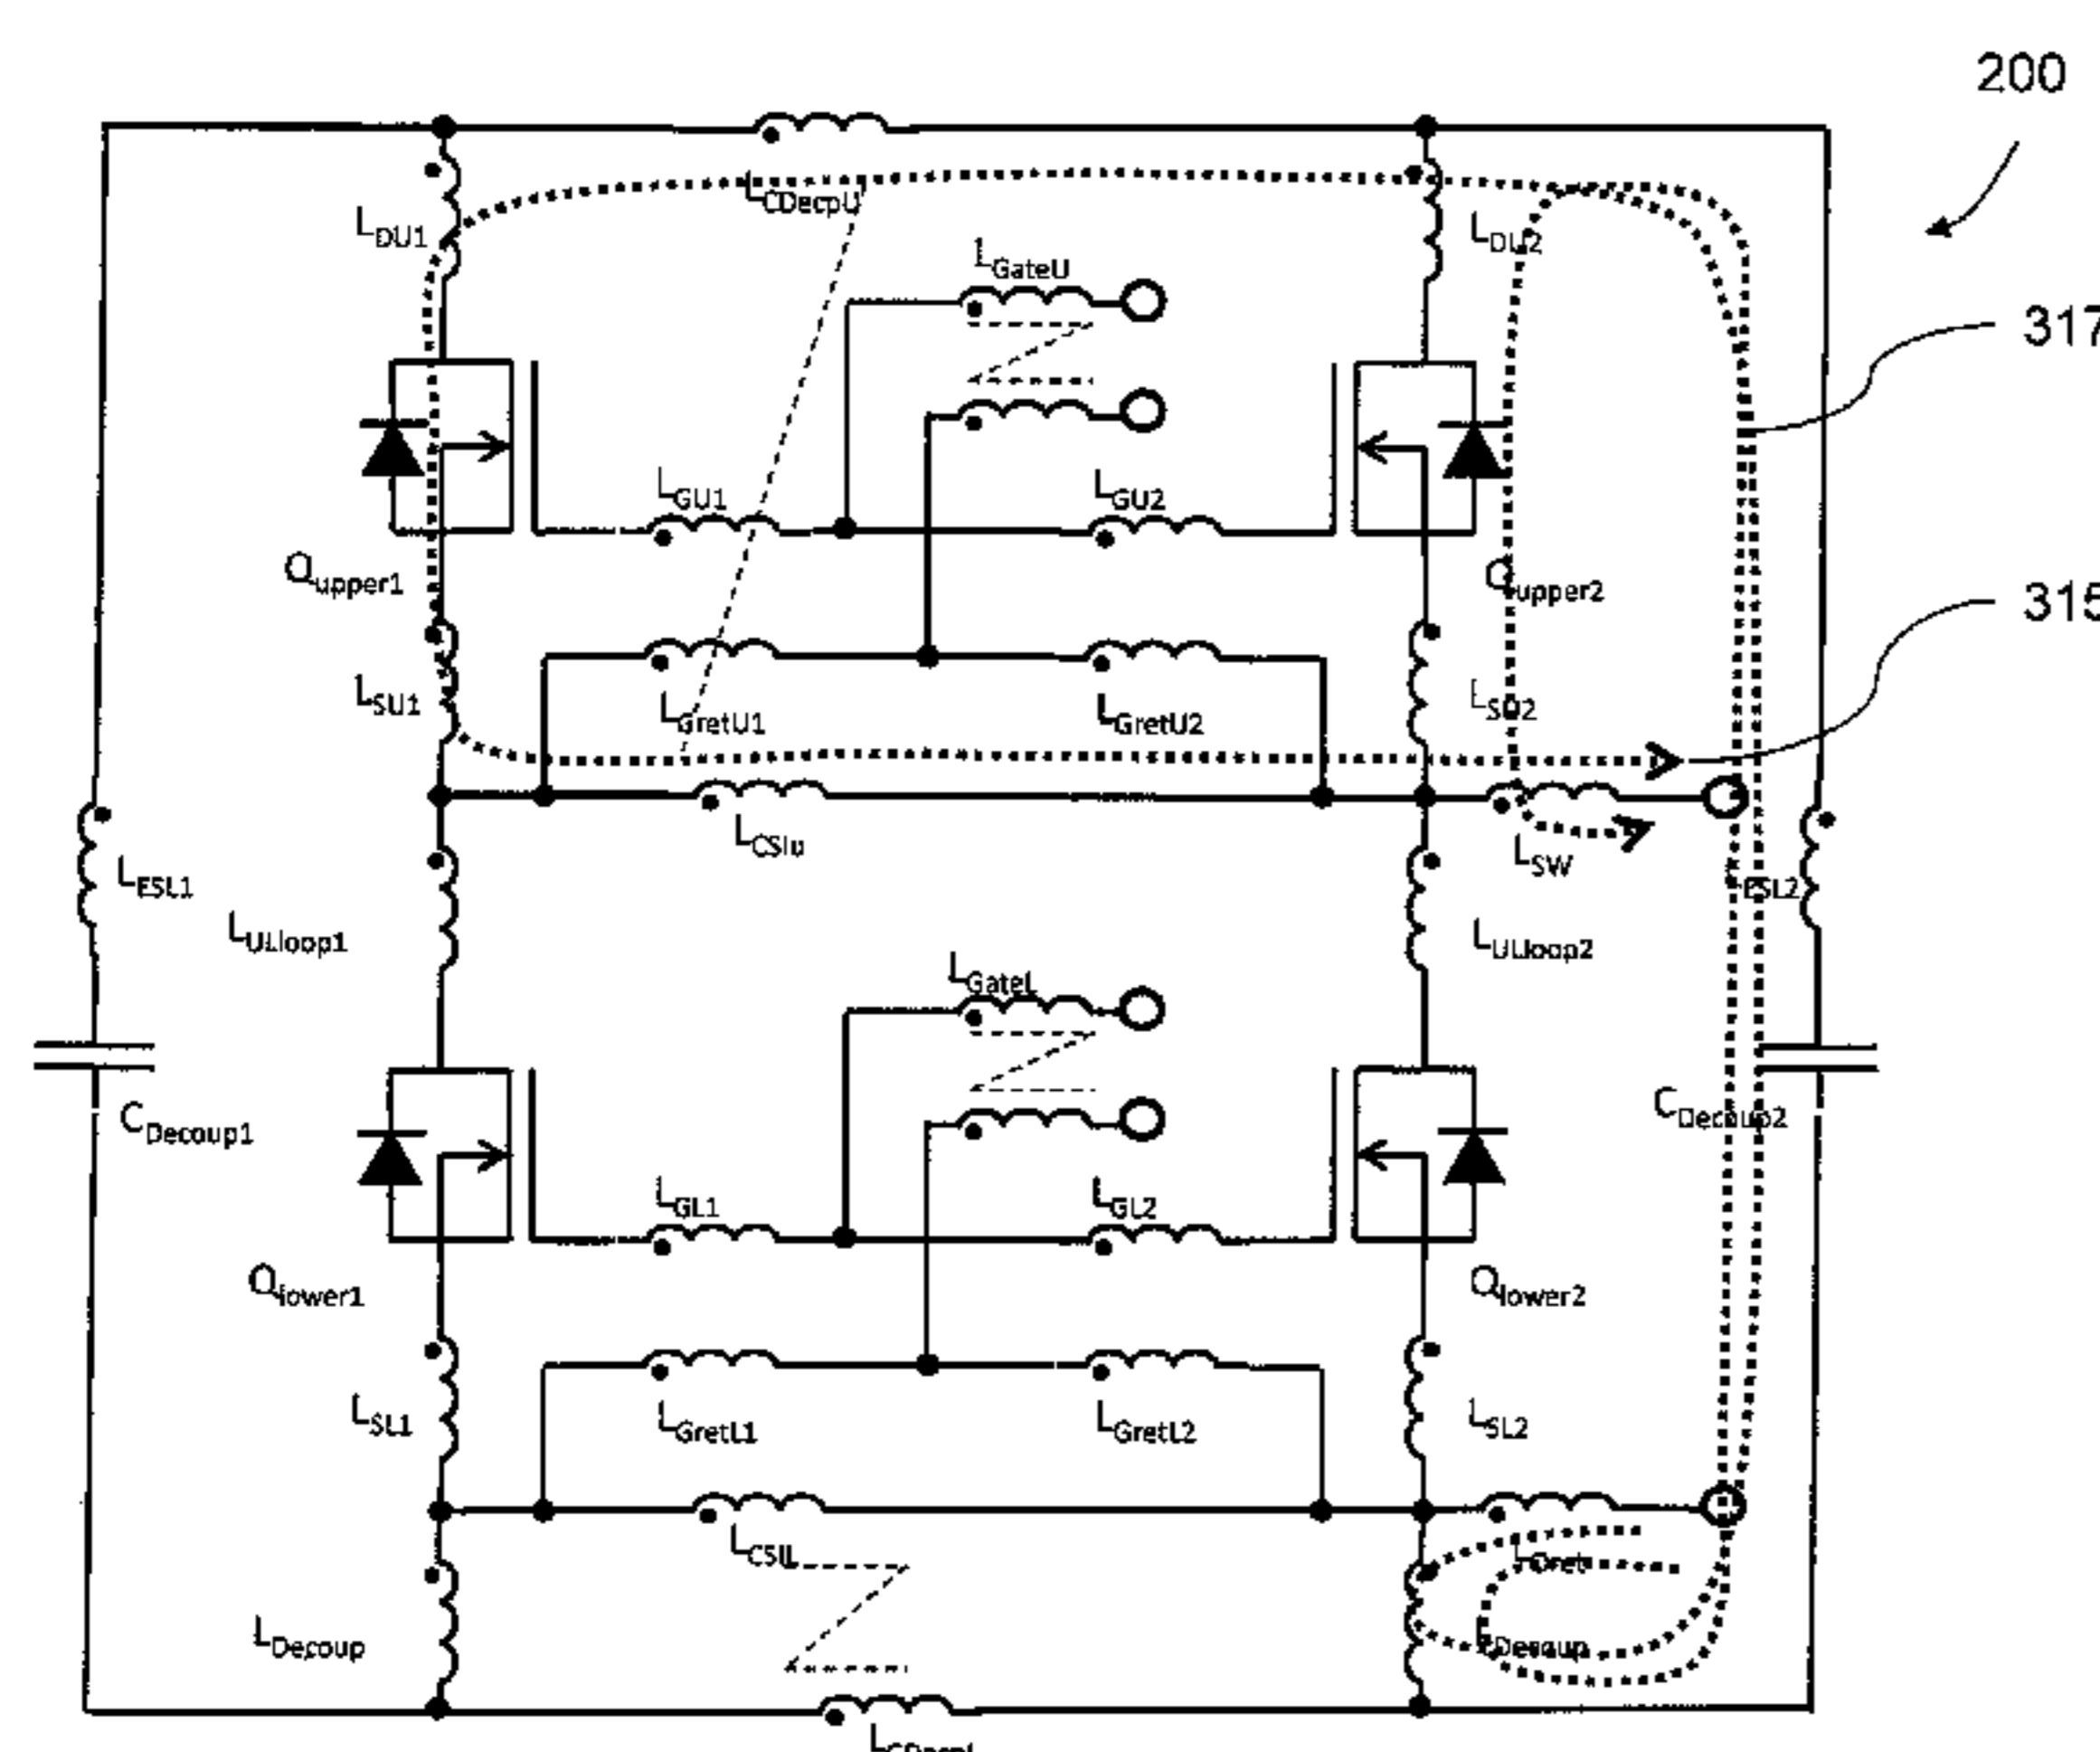 200
L_CDecpU
L_DU1
L_DU2
L_GateU
317
L_GU1
L_GU2
Q_upper1
Q_upper2
315
L_SU1
L_GretU1
L_GretU2
L_SU2
L_CSIu
L_SW
L_ESL1
L_ESL2
L_ULloop1
L_ULloop2
L_GateL
C_Decoup1
C_Decoup2
L_GL1
L_GL2
Q_lower1
Q_lower2
L_SL1
L_GretL1
L_GretL2
L_SL2
L_CSIL
L_Decoup
L_Decoup